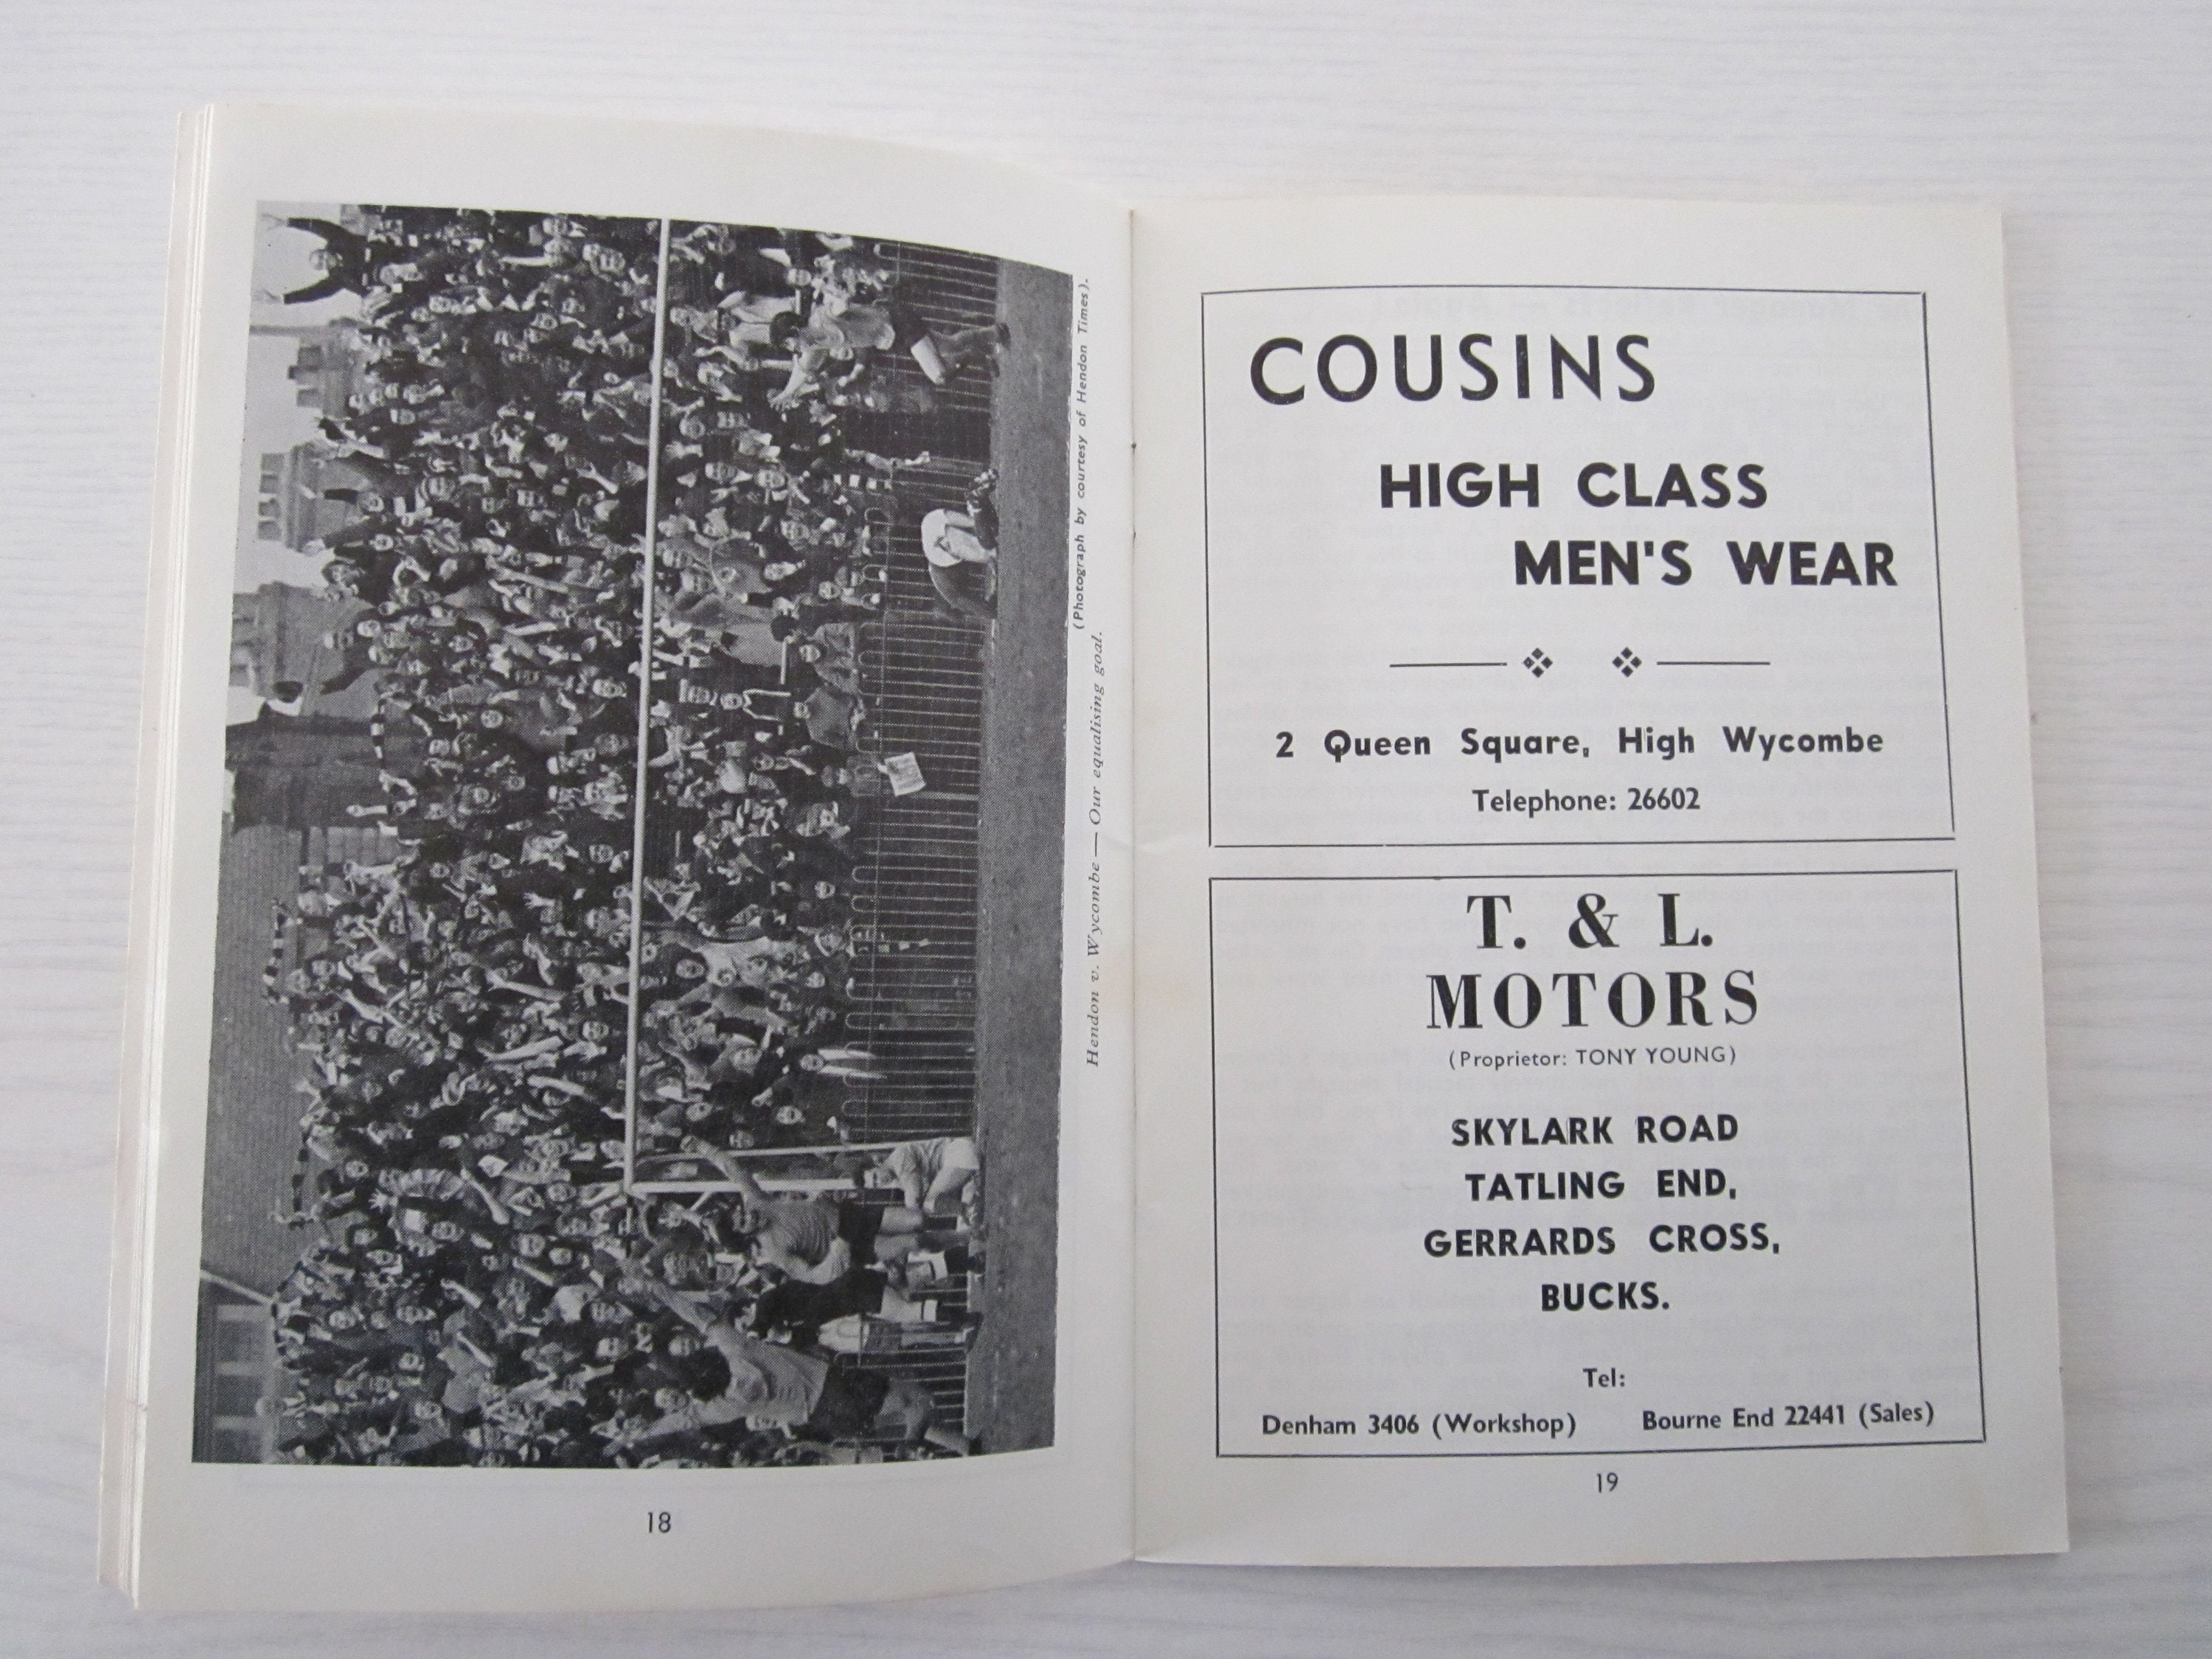 (Photograph by courtesy of Hendon Times).
Hendon v. Wycombe — Our equalising goal.
18
COUSINS
HIGH CLASS
MEN'S WEAR
2 Queen Square, High Wycombe
Telephone: 26602
T. & L.
MOTORS
(Proprietor: TONY YOUNG)
SKYLARK ROAD
TATLING END,
GERRARDS CROSS,
BUCKS.
Tel:
Denham 3406 (Workshop) Bourne End 22441 (Sales)
19